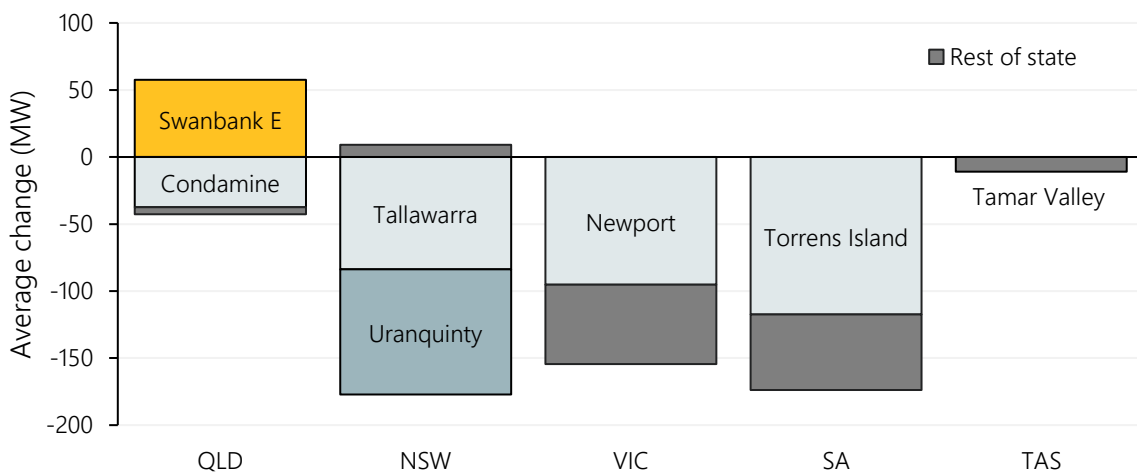 100
50
0
-50
-100
-150
-200
Average change (MW)
Rest of state
Swanbank E
Condamine
Tallawarra
Uranquinty
Newport
Torrens Island
Tamar Valley
QLD
NSW
VIC
SA
TAS